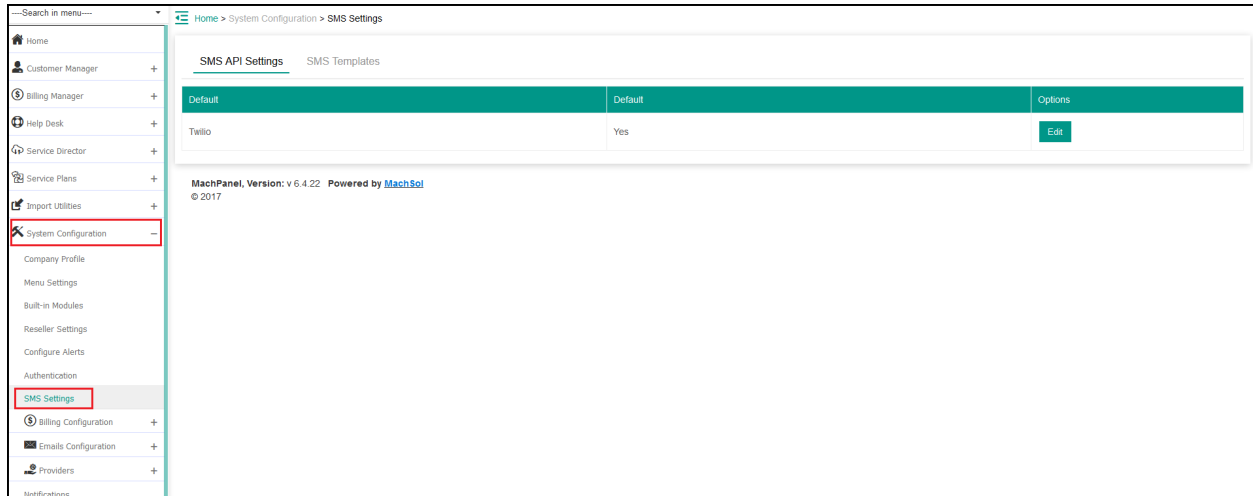 ----Search in menu----
Home > System Configuration > SMS Settings
Home
Customer Manager
Billing Manager
Help Desk
Service Director
Service Plans
Import Utilities
System Configuration
Company Profile
Menu Settings
Built-in Modules
Reseller Settings
Configure Alerts
Authentication
SMS Settings
Billing Configuration
Emails Configuration
Providers
Notifications
SMS API Settings SMS Templates
Default Default Options
Twilio Yes Edit
MachPanel, Version: v 6.4.22 Powered by MachSol
© 2017